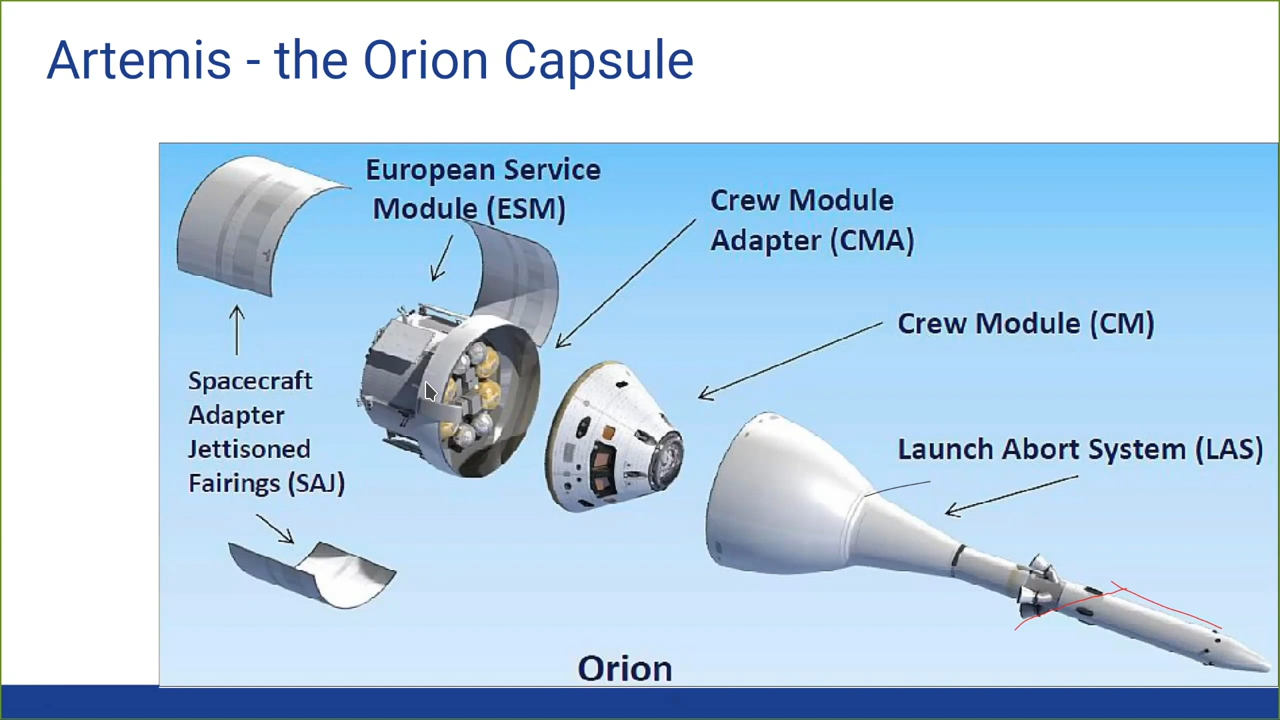 Artemis - the Orion Capsule
European Service
Module (ESM)
Crew Module
Adapter (CMA)
Crew Module (CM)
Spacecraft
Adapter
Jettisoned
Fairings (SAJ)
Launch Abort System (LAS)
Orion